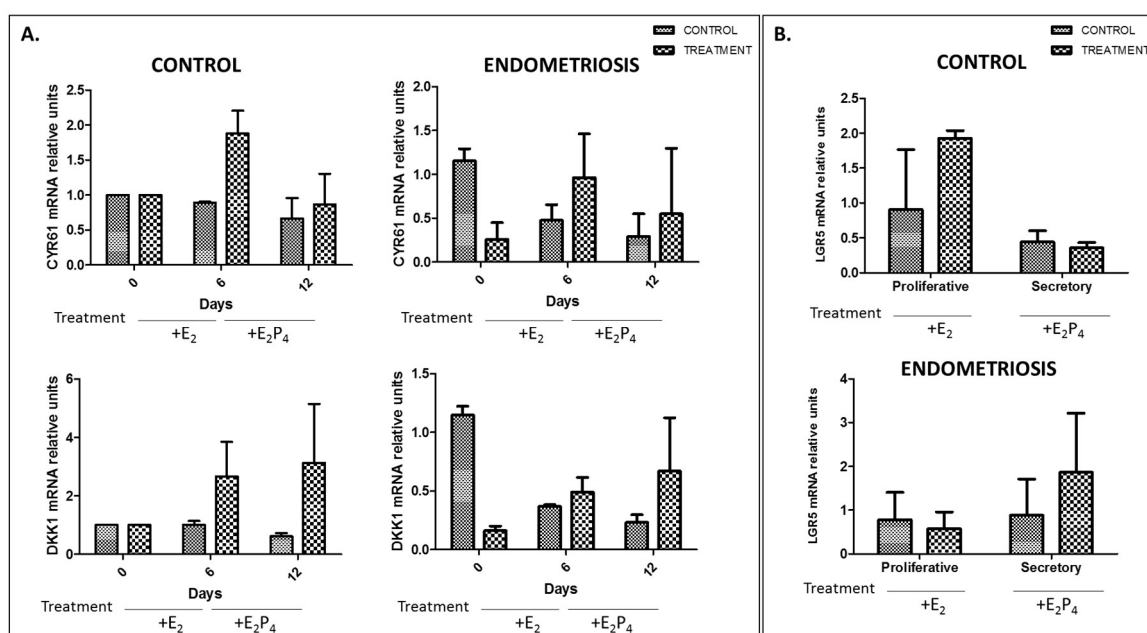 A.
CONTROL
TREATMENT
CONTROL
CYR61 mRNA relative units
2.5
2.0
1.5
1.0
0.5
0.0
0
6
12
Days
Treatment
+E₂
+E₂P₄
ENDOMETRIOSIS
CYR61 mRNA relative units
1.5
1.0
0.5
0.0
0
6
12
Days
Treatment
+E₂
+E₂P₄
DKK1 mRNA relative units
6
4
2
0
0
6
12
Days
Treatment
+E₂
+E₂P₄
DKK1 mRNA relative units
1.5
1.0
0.5
0.0
0
6
12
Days
Treatment
+E₂
+E₂P₄
B.
CONTROL
TREATMENT
CONTROL
LGR5 mRNA relative units
2.5
2.0
1.5
1.0
0.5
0.0
Proliferative
Secretory
Treatment
+E₂
+E₂P₄
ENDOMETRIOSIS
LGR5 mRNA relative units
4
3
2
1
0
Proliferative
Secretory
Treatment
+E₂
+E₂P₄